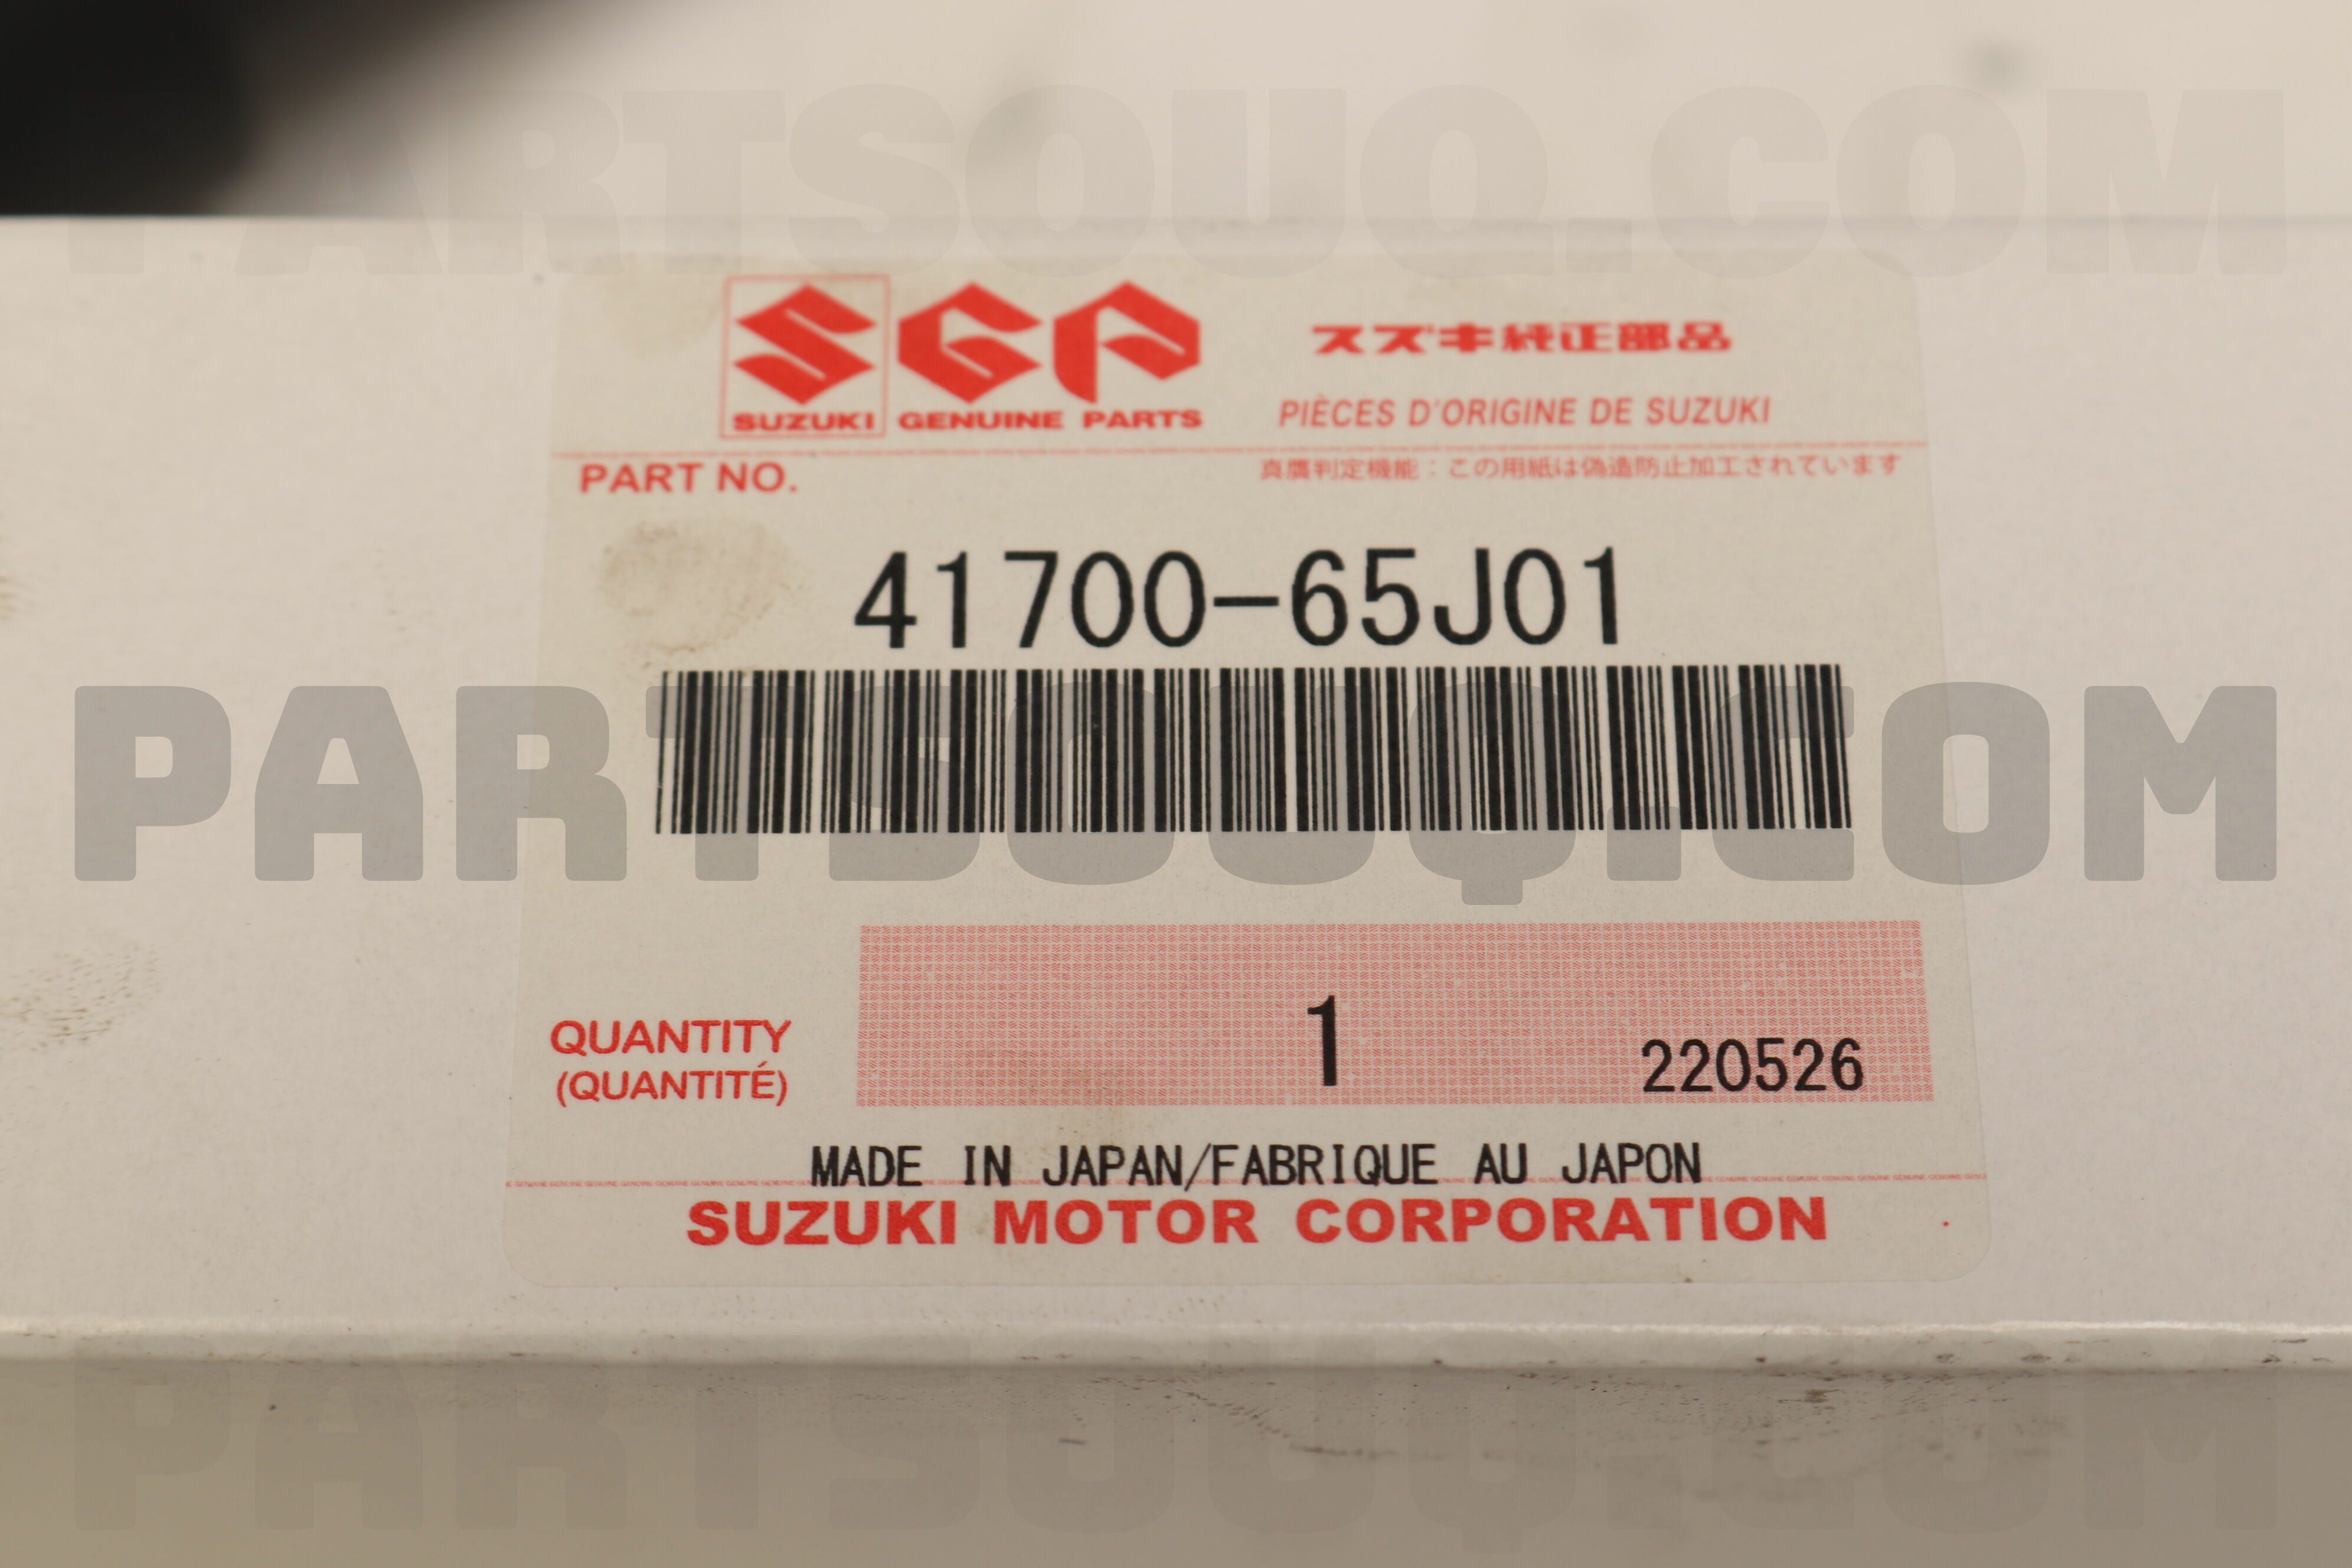 PARTSOUQ.COM
SGP スズキ純正部品
SUZUKI GENUINE PARTS PIÈCES D'ORIGINE DE SUZUKI
PART NO. 真贋判定機能：この用紙は偽造防止加工されています
41700-65J01
PARTSOUQ.COM
QUANTITY 1 220526
(QUANTITÉ)
MADE IN JAPAN/FABRIQUE AU JAPON
SUZUKI MOTOR CORPORATION
PARTSOUQ.COM